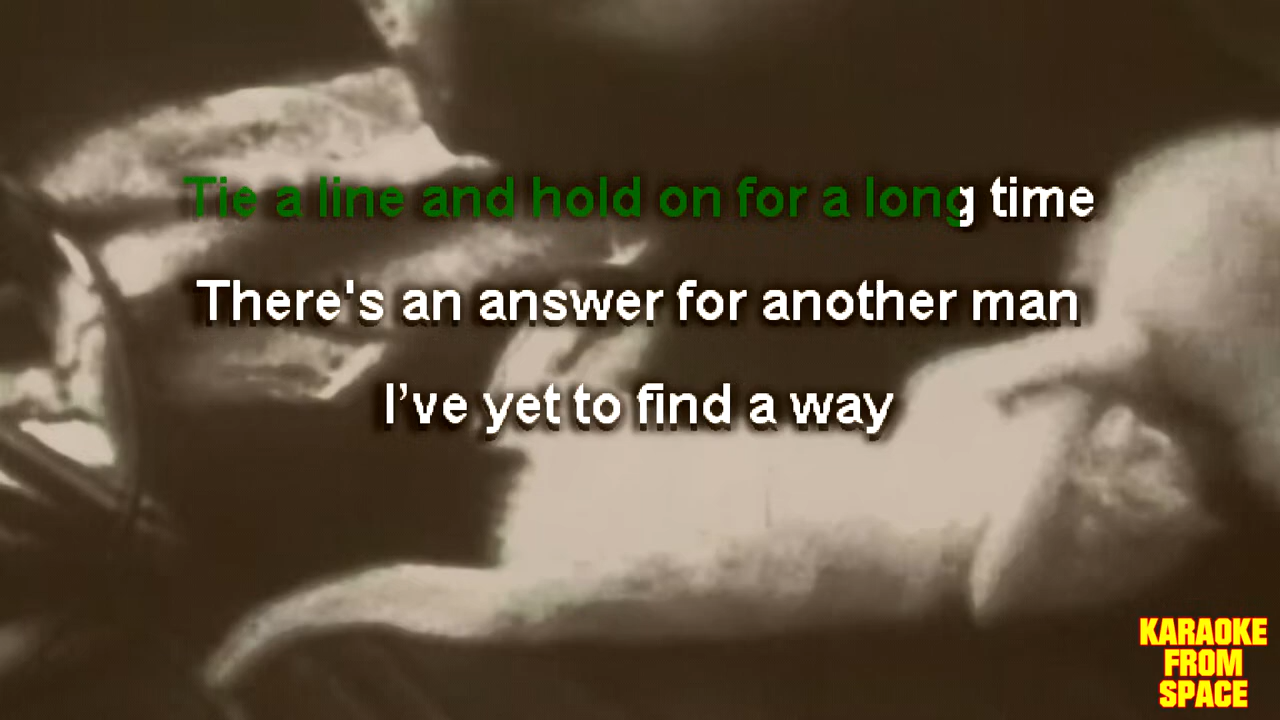 Tie a line and hold on for a long time
There's an answer for another man
I’ve yet to find a way
KARAOKE
FROM
SPACE